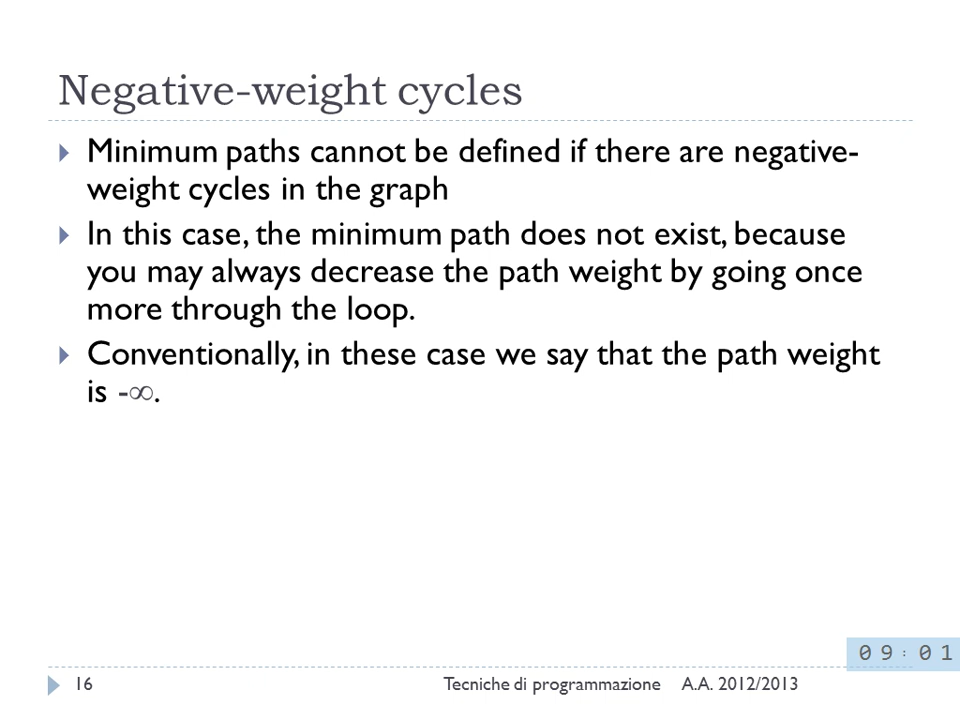 Negative-weight cycles
Minimum paths cannot be defined if there are negative-
weight cycles in the graph
In this case, the minimum path does not exist, because
you may always decrease the path weight by going once
more through the loop.
Conventionally, in these case we say that the path weight
is -∞.
09:01
16 Tecniche di programmazione A.A. 2012/2013